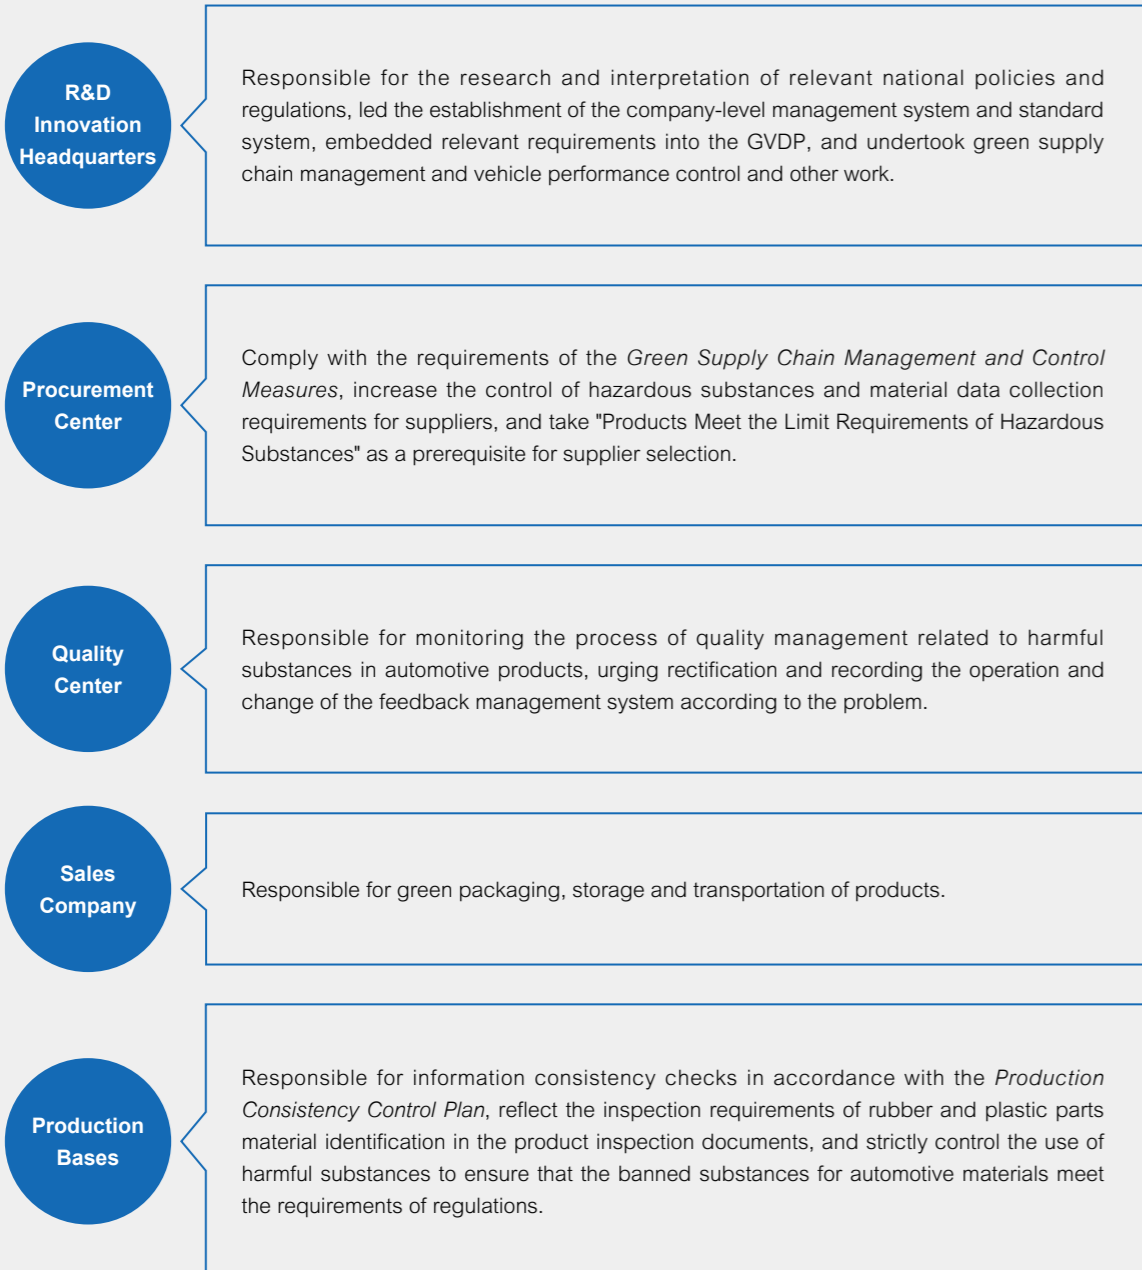 R&D
Innovation
Headquarters
Responsible for the research and interpretation of relevant national policies and
regulations, led the establishment of the company-level management system and standard
system, embedded relevant requirements into the GVDP, and undertook green supply
chain management and vehicle performance control and other work.
Procurement
Center
Comply with the requirements of the Green Supply Chain Management and Control
Measures, increase the control of hazardous substances and material data collection
requirements for suppliers, and take "Products Meet the Limit Requirements of Hazardous
Substances" as a prerequisite for supplier selection.
Quality
Center
Responsible for monitoring the process of quality management related to harmful
substances in automotive products, urging rectification and recording the operation and
change of the feedback management system according to the problem.
Sales
Company
Responsible for green packaging, storage and transportation of products.
Production
Bases
Responsible for information consistency checks in accordance with the Production
Consistency Control Plan, reflect the inspection requirements of rubber and plastic parts
material identification in the product inspection documents, and strictly control the use of
harmful substances to ensure that the banned substances for automotive materials meet
the requirements of regulations.